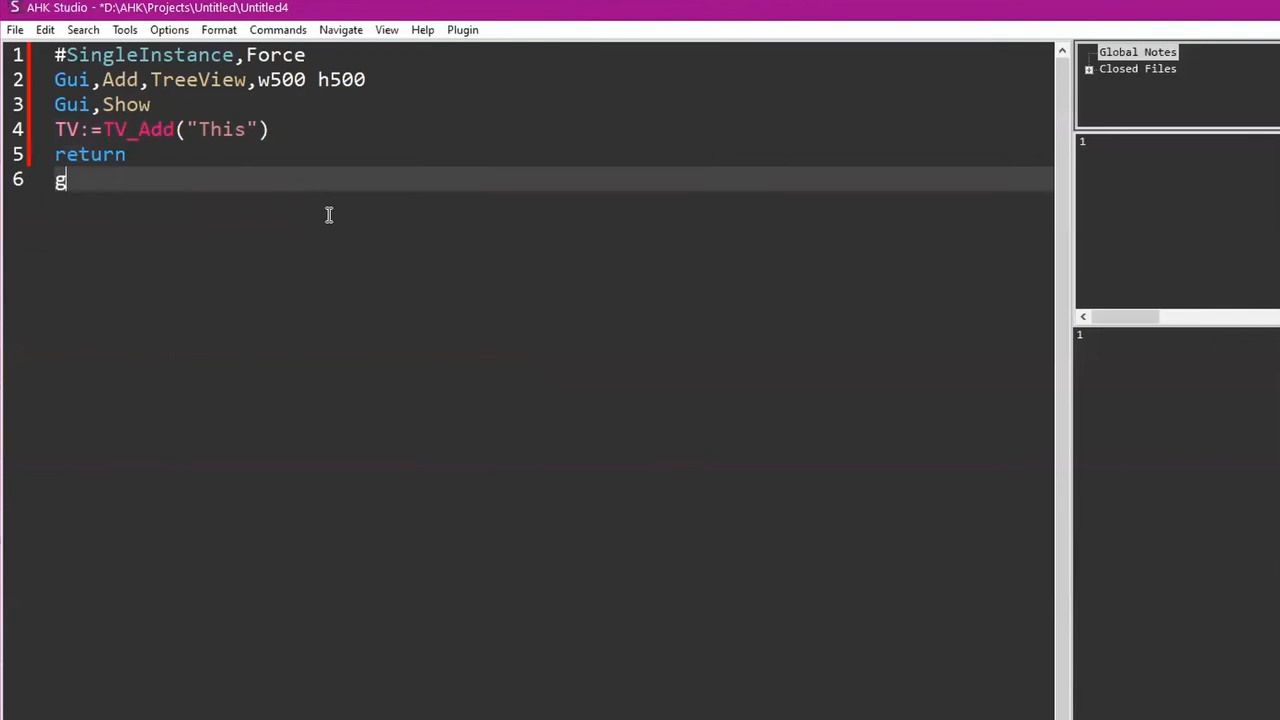 S AHK Studio - *D:\AHK\Projects\Untitled\Untitled4
File Edit Search Tools Options Format Commands Navigate View Help Plugin
1 #SingleInstance,Force
2 Gui,Add,TreeView,w500 h500
3 Gui,Show
4 TV:=TV_Add("This")
5 return
6 g
Global Notes
Closed Files
1
1